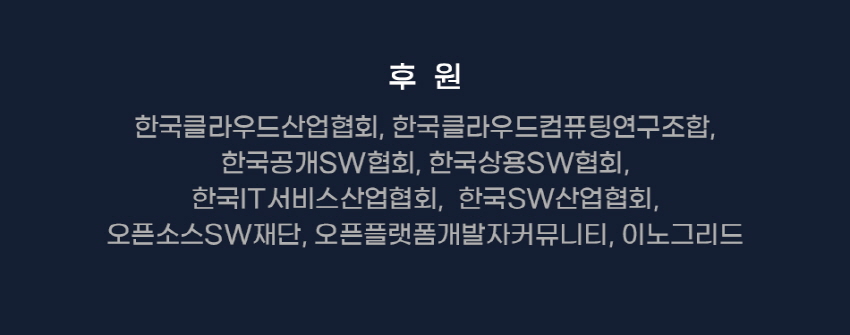 후 원
한국클라우드산업협회, 한국클라우드컴퓨팅연구조합,
한국공개SW협회, 한국상용SW협회,
한국IT서비스산업협회, 한국SW산업협회,
오픈소스SW재단, 오픈플랫폼개발자커뮤니티, 이노그리드